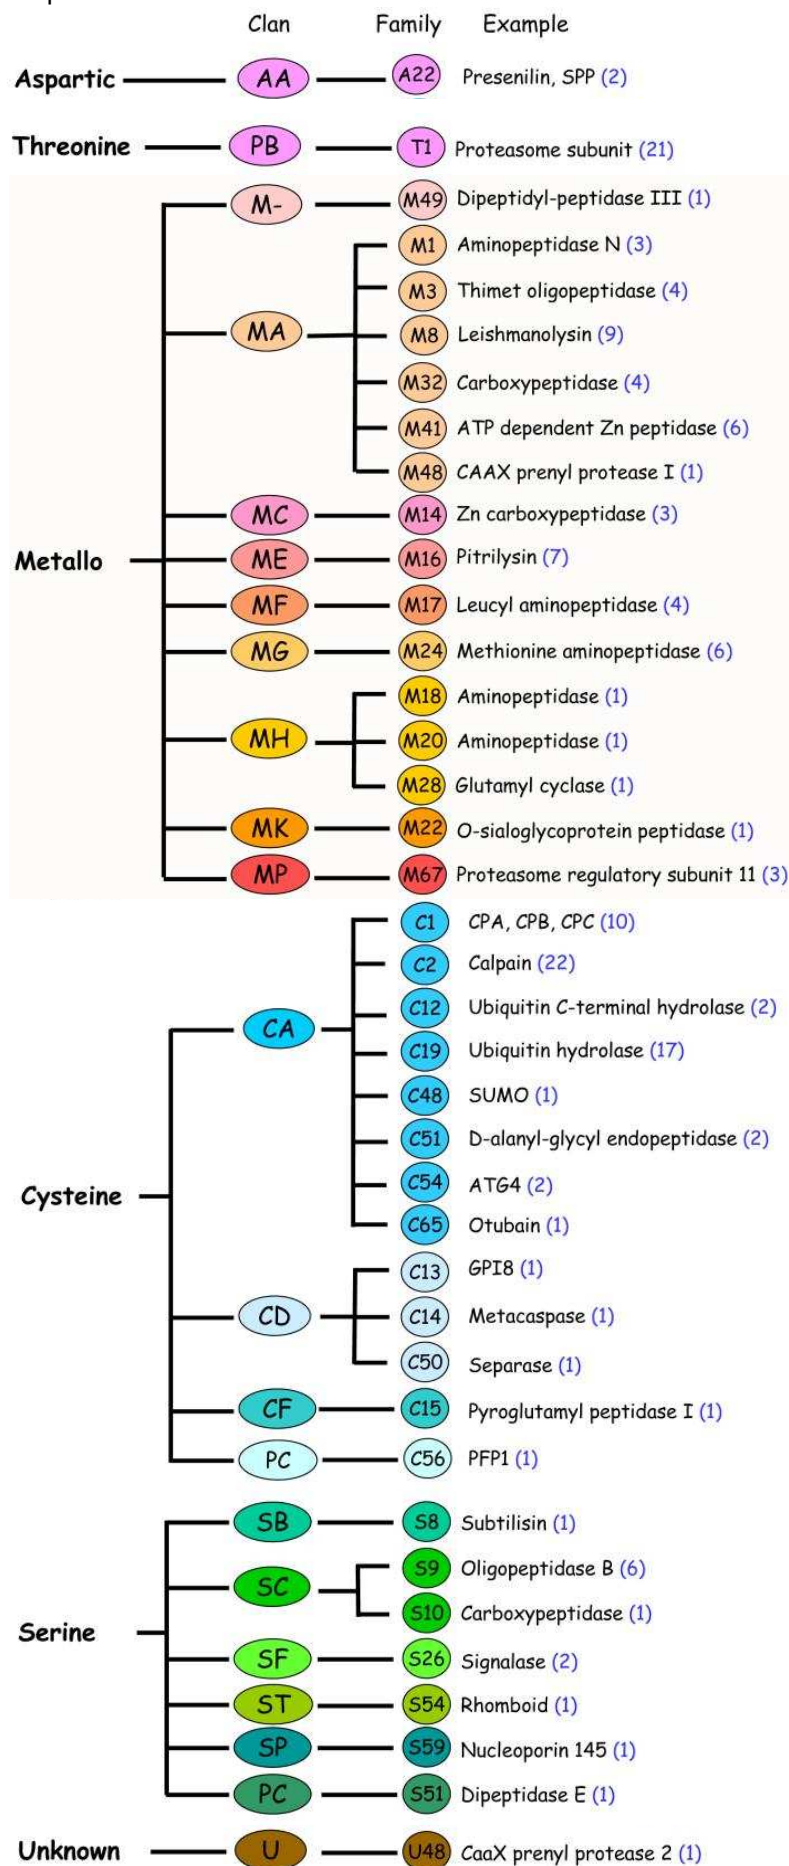 Clan Family Example
Aspartic AA A22 Presenilin, SPP (2)
Threonine PB T1 Proteasome subunit (21)
M- M49 Dipeptidyl-peptidase III (1)
M1 Aminopeptidase N (3)
M3 Thimet oligopeptidase (4)
MA M8 Leishmanolysin (9)
M32 Carboxypeptidase (4)
M41 ATP dependent Zn peptidase (6)
M48 CAAX prenyl protease I (1)
MC M14 Zn carboxypeptidase (3)
Metallo ME M16 Pitrilysin (7)
MF M17 Leucyl aminopeptidase (4)
MG M24 Methionine aminopeptidase (6)
M18 Aminopeptidase (1)
MH M20 Aminopeptidase (1)
M28 Glutamyl cyclase (1)
MK M22 O-sialoglycoprotein peptidase (1)
MP M67 Proteasome regulatory subunit 11 (3)
C1 CPA, CPB, CPC (10)
C2 Calpain (22)
C12 Ubiquitin C-terminal hydrolase (2)
CA C19 Ubiquitin hydrolase (17)
C48 SUMO (1)
C51 D-alanyl-glycyl endopeptidase (2)
Cysteine C54 ATG4 (2)
C65 Otubain (1)
C13 GPI8 (1)
CD C14 Metacaspase (1)
C50 Separase (1)
CF C15 Pyroglutamyl peptidase I (1)
PC C56 PFP1 (1)
SB S8 Subtilisin (1)
SC S9 Oligopeptidase B (6)
S10 Carboxypeptidase (1)
Serine SF S26 Signalase (2)
ST S54 Rhomboid (1)
SP S59 Nucleoporin 145 (1)
PC S51 Dipeptidase E (1)
Unknown U U48 CaaX prenyl protease 2 (1)